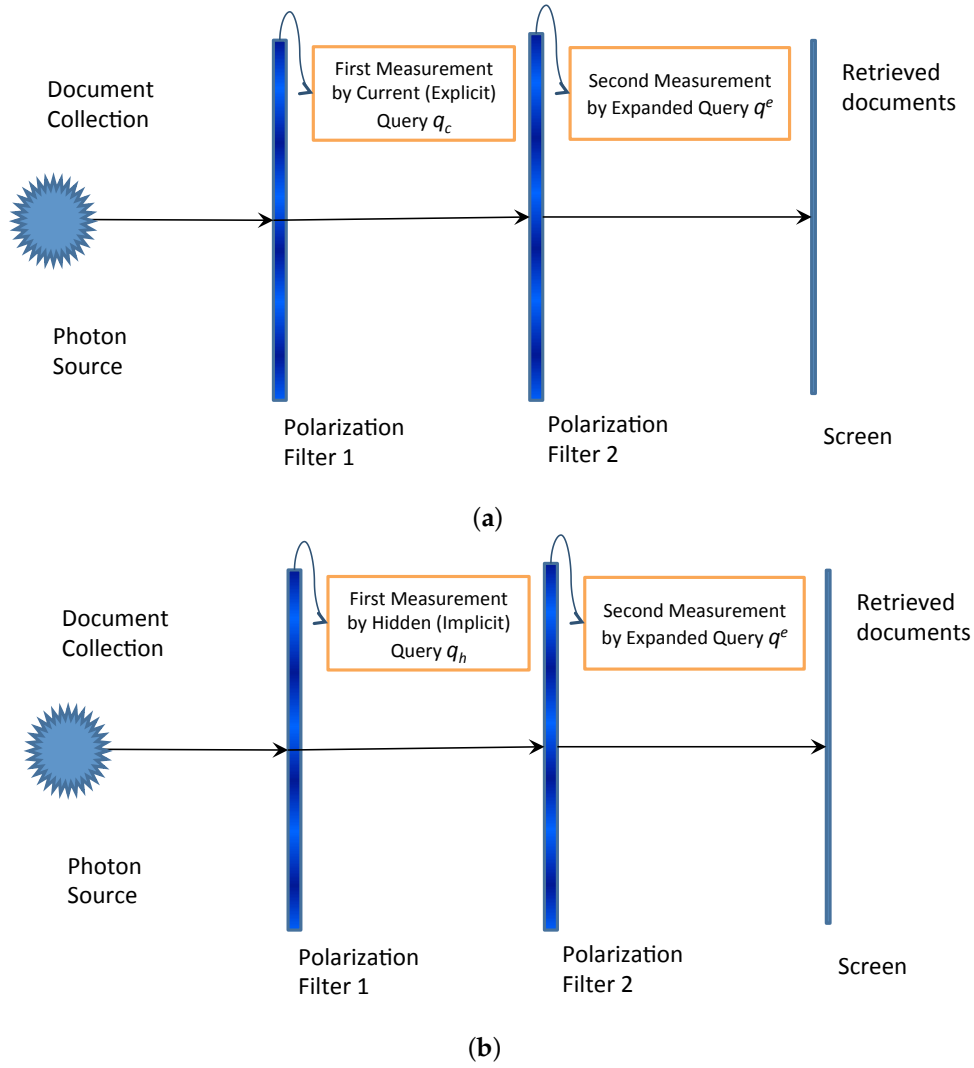 Document
Collection
First Measurement
by Current (Explicit)
Query q_c
Second Measurement
by Expanded Query q^e
Retrieved
documents
Photon
Source
Polarization
Filter 1
Polarization
Filter 2
Screen
(a)
Document
Collection
First Measurement
by Hidden (Implicit)
Query q_h
Second Measurement
by Expanded Query q^e
Retrieved
documents
Photon
Source
Polarization
Filter 1
Polarization
Filter 2
Screen
(b)